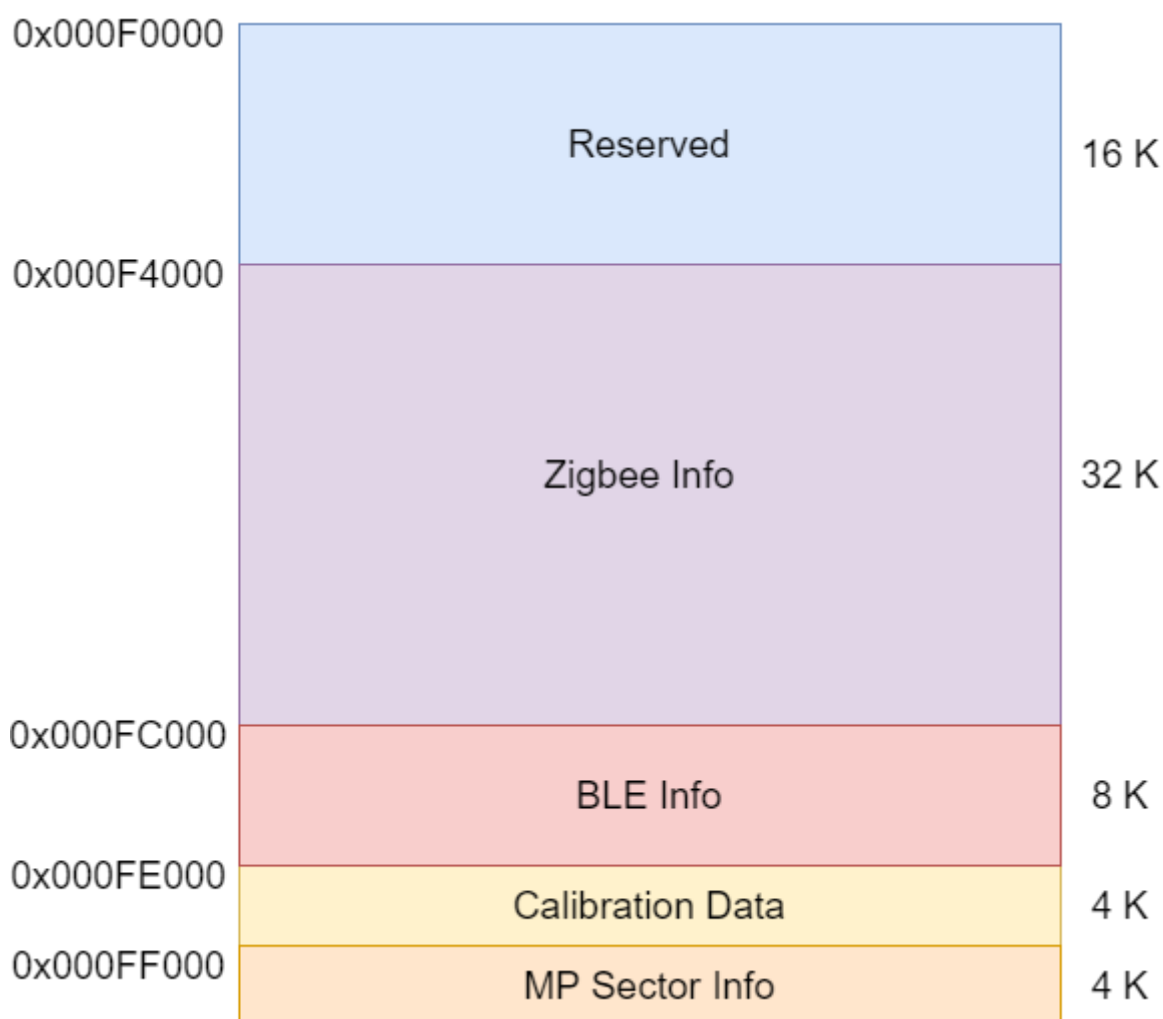 0x000F0000
Reserved
16 K
0x000F4000
Zigbee Info
32 K
0x000FC000
BLE Info
8 K
0x000FE000
Calibration Data
4 K
0x000FF000
MP Sector Info
4 K